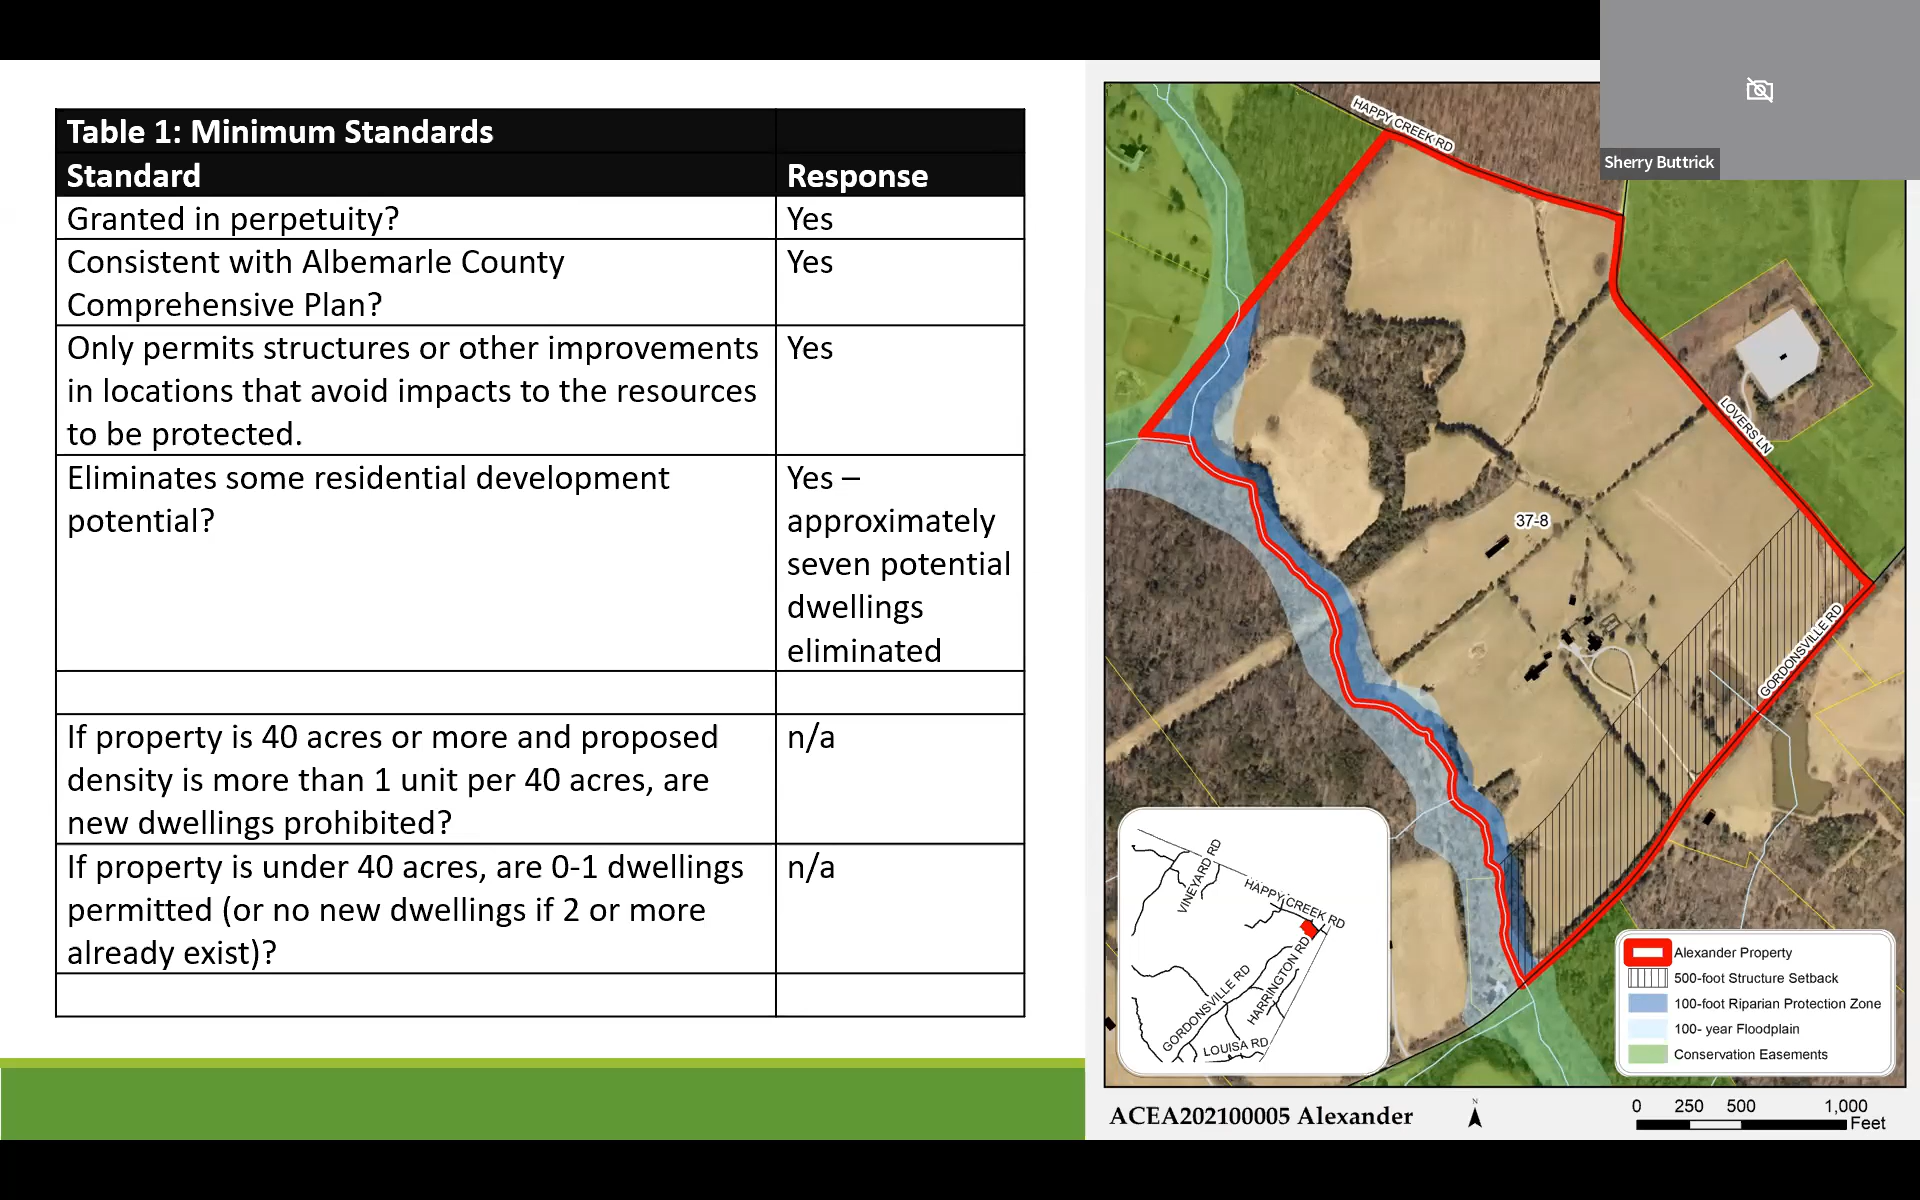 Table 1: Minimum Standards
Standard
Response
Granted in perpetuity?
Yes
Consistent with Albemarle County
Comprehensive Plan?
Yes
Only permits structures or other improvements
in locations that avoid impacts to the resources
to be protected.
Yes
Eliminates some residential development
potential?
Yes –
approximately
seven potential
dwellings
eliminated
If property is 40 acres or more and proposed
density is more than 1 unit per 40 acres, are
new dwellings prohibited?
n/a
If property is under 40 acres, are 0-1 dwellings
permitted (or no new dwellings if 2 or more
already exist)?
n/a
Sherry Buttrick
HAPPY CREEK RD
LOVERS LN
37-8
GORDONSVILLE RD
VINEYARD RD
HAPPY CREEK RD
GORDONSVILLE RD
HARRINGTON RD
LOUISA RD
Alexander Property
500-foot Structure Setback
100-foot Riparian Protection Zone
100- year Floodplain
Conservation Easements
ACEA202100005 Alexander
N
0 250 500 1,000
Feet